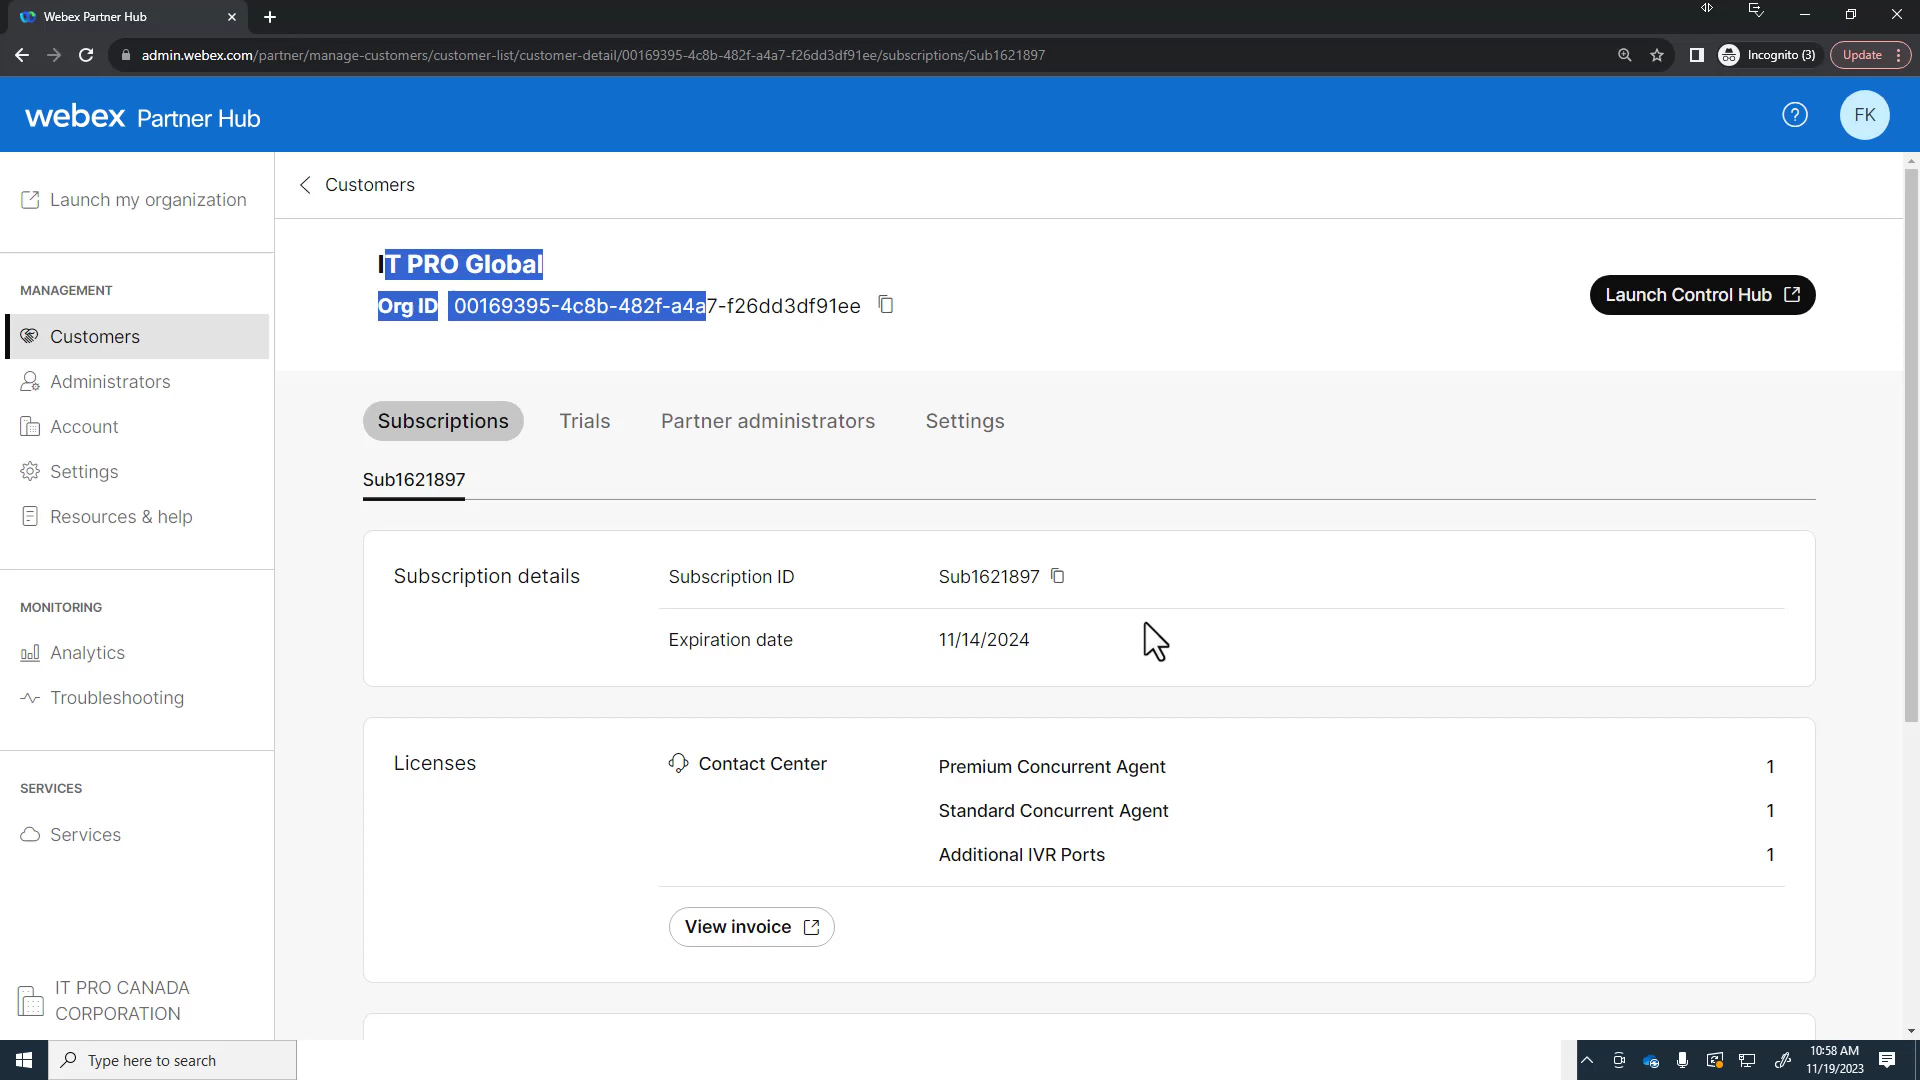 Webex Partner Hub
admin.webex.com/partner/manage-customers/customer-list/customer-detail/00169395-4c8b-482f-a4a7-f26dd3df91ee/subscriptions/Sub1621897
Incognito (3)
Update
webex Partner Hub
?
FK
Launch my organization
MANAGEMENT
Customers
Administrators
Account
Settings
Resources & help
MONITORING
Analytics
Troubleshooting
SERVICES
Services
IT PRO CANADA
CORPORATION
Customers
IT PRO Global
Org ID 00169395-4c8b-482f-a4a7-f26dd3df91ee
Launch Control Hub
Subscriptions Trials Partner administrators Settings
Sub1621897
Subscription details
Subscription ID Sub1621897
Expiration date 11/14/2024
Licenses
Contact Center
Premium Concurrent Agent 1
Standard Concurrent Agent 1
Additional IVR Ports 1
View invoice
Type here to search
10:58 AM
11/19/2023